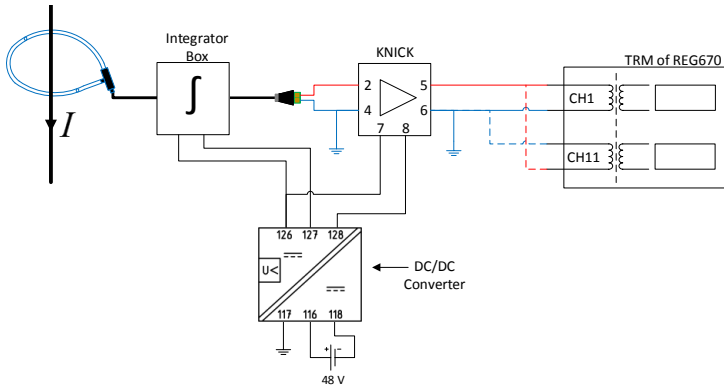 Integrator
Box
KNICK
TRM of REG670
I
∫
2
5
4
6
7
8
CH1
CH11
126
127
128
U<
DC/DC
Converter
117
116
118
+
-
48 V